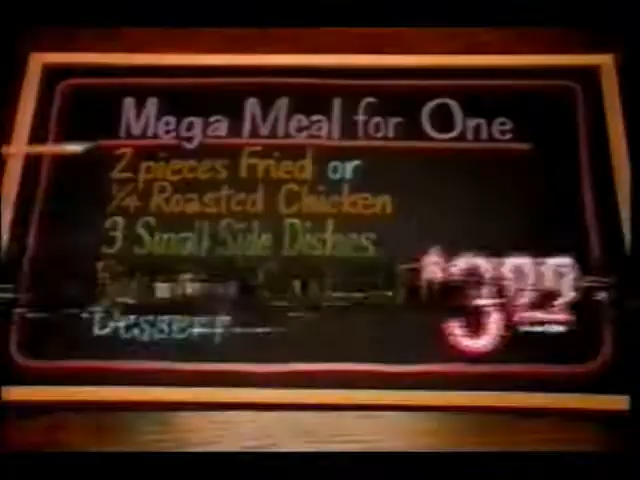 Mega Meal for One
2 pieces Fried or
1/4 Roasted Chicken
3 Small Side Dishes
Dessert